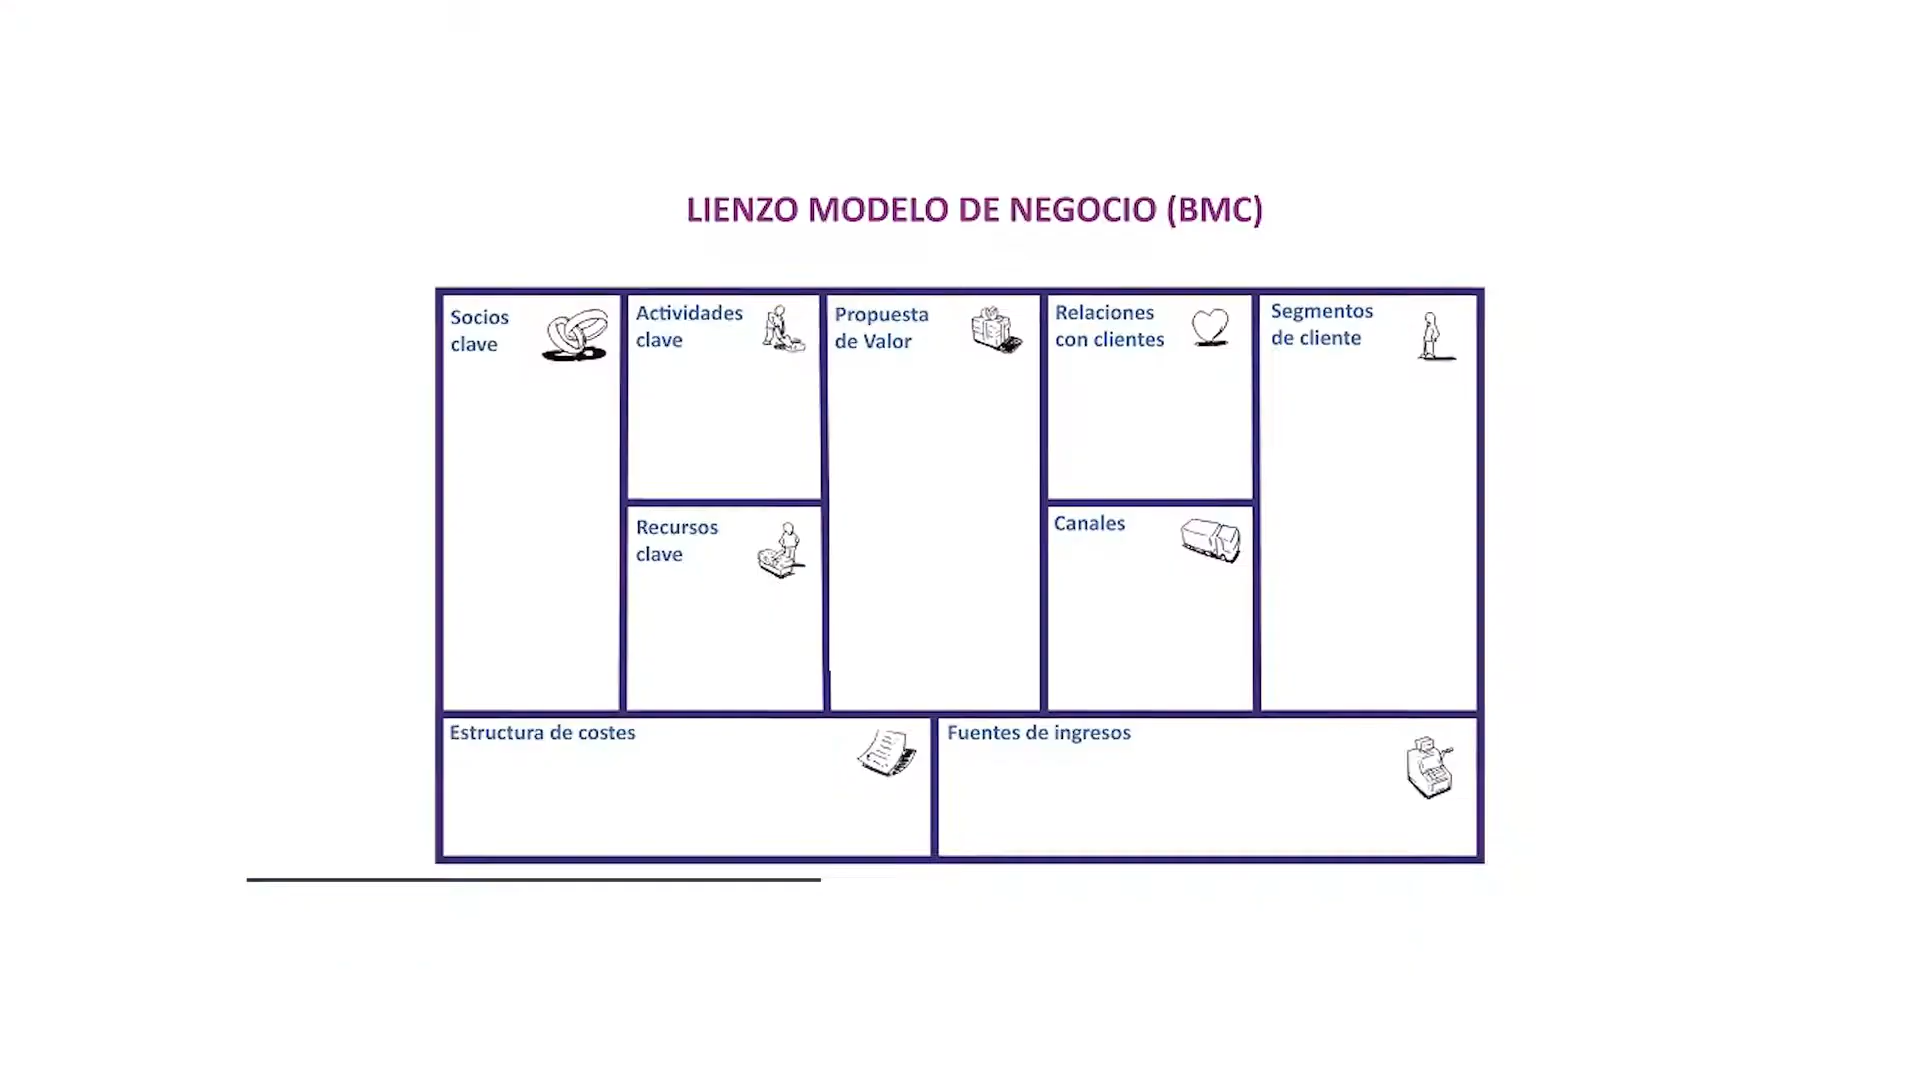 LIENZO MODELO DE NEGOCIO (BMC)
Socios
clave
Actividades
clave
Recursos
clave
Propuesta
de Valor
Relaciones
con clientes
Canales
Segmentos
de cliente
Estructura de costes
Fuentes de ingresos